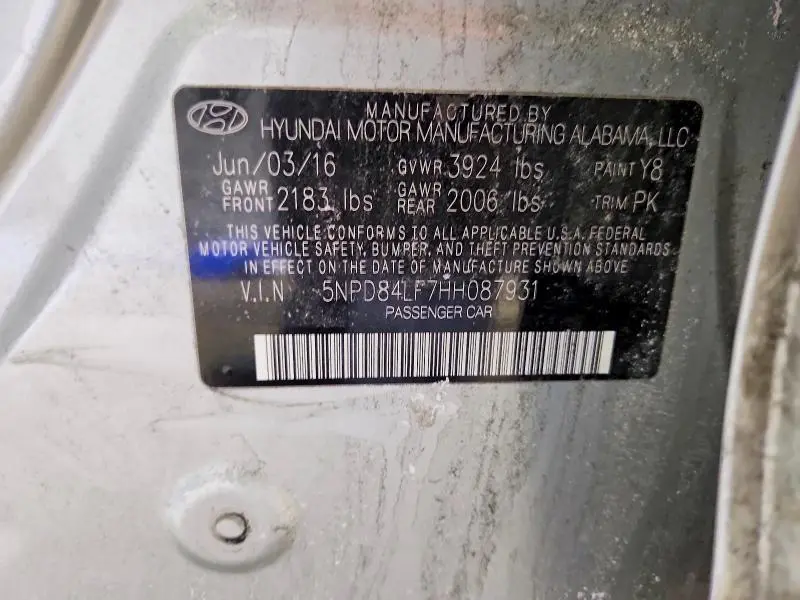 MANUFACTURED BY
HYUNDAI MOTOR MANUFACTURING ALABAMA, LLC
Jun/03/16 GVWR 3924 lbs PAINT Y8
GAWR FRONT 2183 lbs GAWR REAR 2006 lbs TRIM PK
THIS VEHICLE CONFORMS TO ALL APPLICABLE U.S.A. FEDERAL
MOTOR VEHICLE SAFETY, BUMPER, AND THEFT PREVENTION STANDARDS
IN EFFECT ON THE DATE OF MANUFACTURE SHOWN ABOVE
V.I.N 5NPD84LF7HH087931
PASSENGER CAR